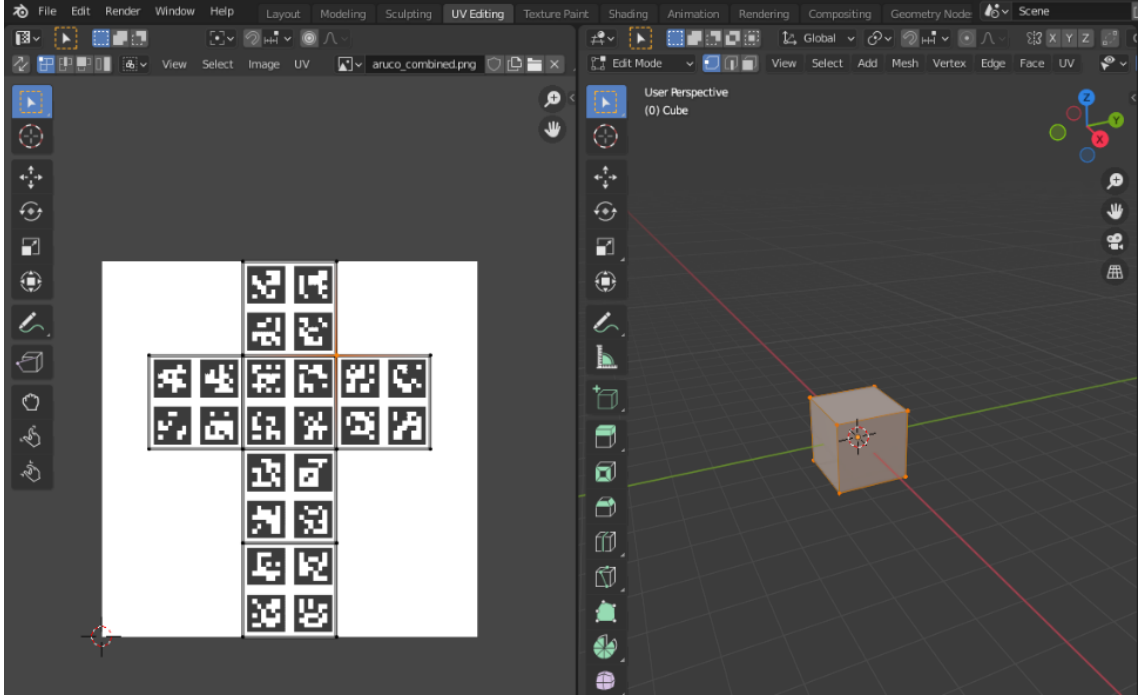 File Edit Render Window Help Layout Modeling Sculpting UV Editing Texture Paint Shading Animation Rendering Compositing Geometry Node Scene
Global X Y Z
View Select Image UV aruco_combined.png Edit Mode View Select Add Mesh Vertex Edge Face UV
User Perspective
(0) Cube
Z
Y
X